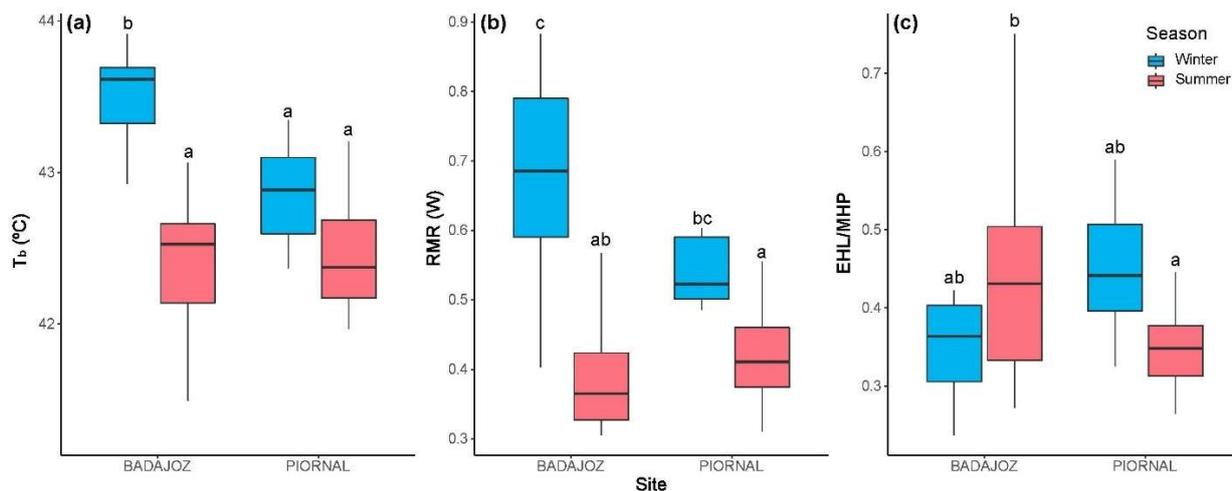 (a)
T_b (ºC)
44
43
42
b
a
a
a
BADAJOZ
PIORNAL
(b)
RMR (W)
0.9
0.8
0.7
0.6
0.5
0.4
0.3
c
ab
bc
a
BADAJOZ
PIORNAL
Site
(c)
EHL/MHP
0.7
0.6
0.5
0.4
0.3
ab
b
ab
a
BADAJOZ
PIORNAL
Season
Winter
Summer